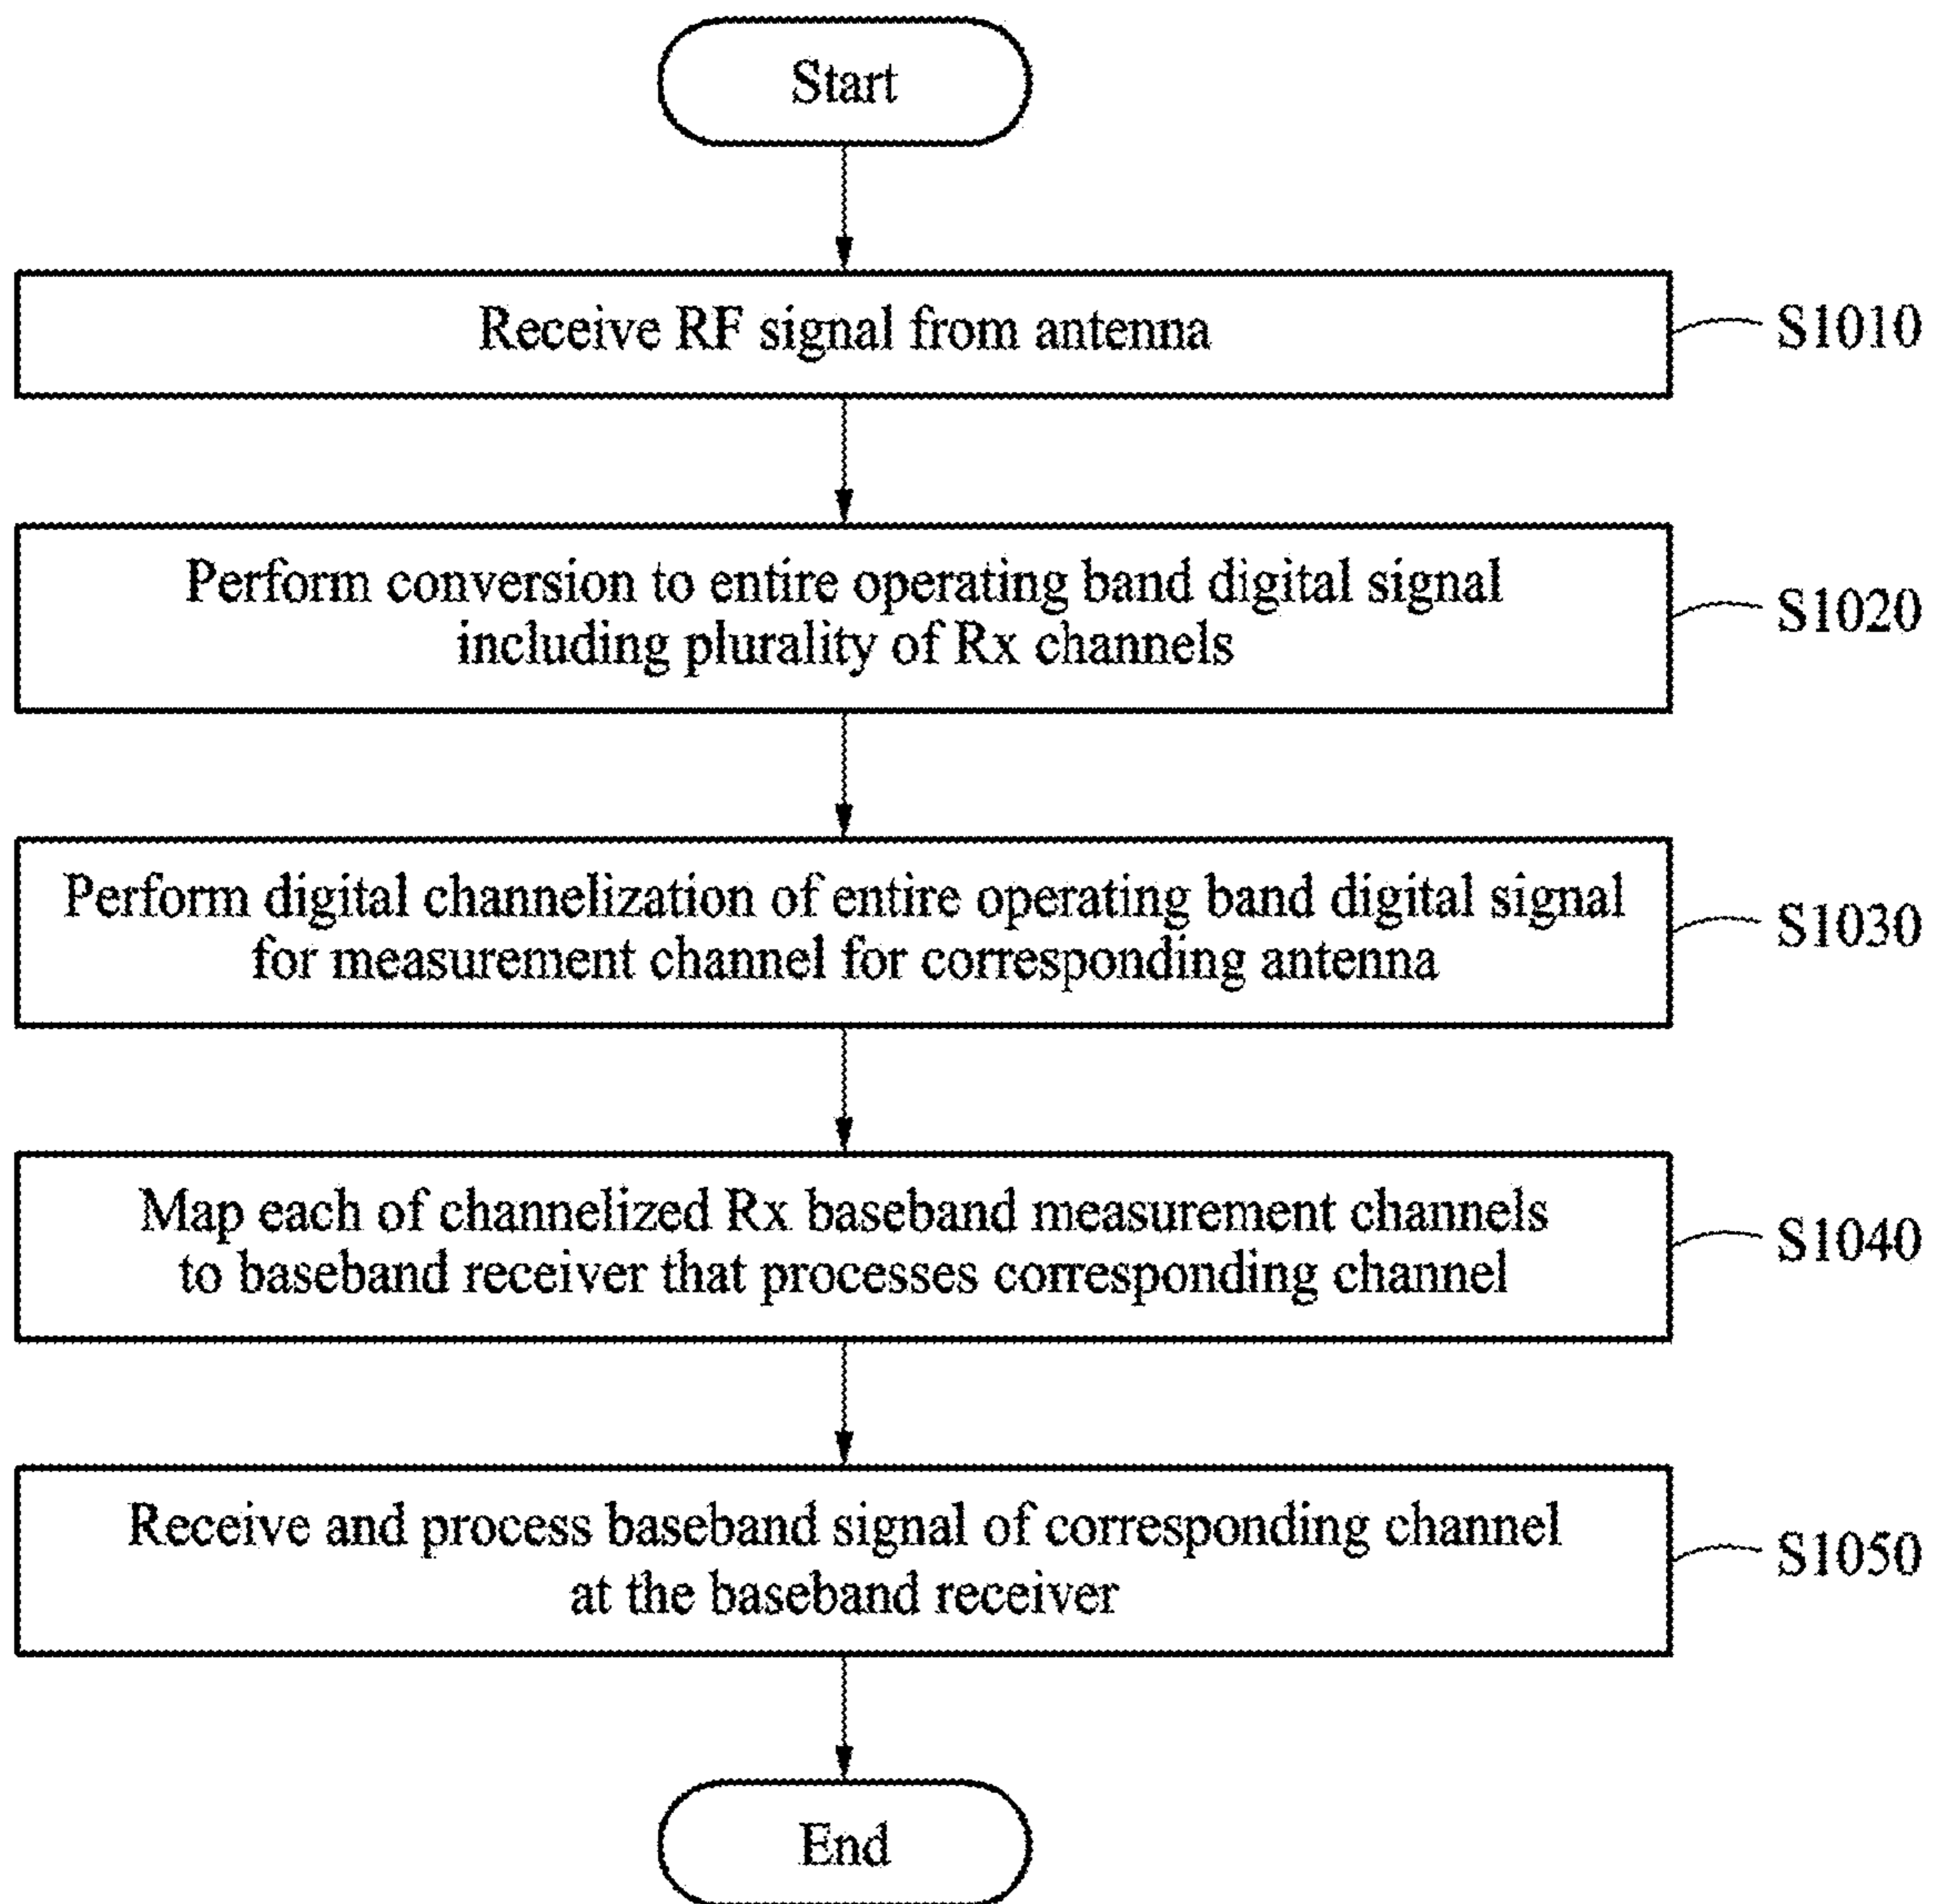 Start
Receive RF signal from antenna
S1010
Perform conversion to entire operating band digital signal
including plurality of Rx channels
S1020
Perform digital channelization of entire operating band digital signal
for measurement channel for corresponding antenna
S1030
Map each of channelized Rx baseband measurement channels
to baseband receiver that processes corresponding channel
S1040
Receive and process baseband signal of corresponding channel
at the baseband receiver
S1050
End